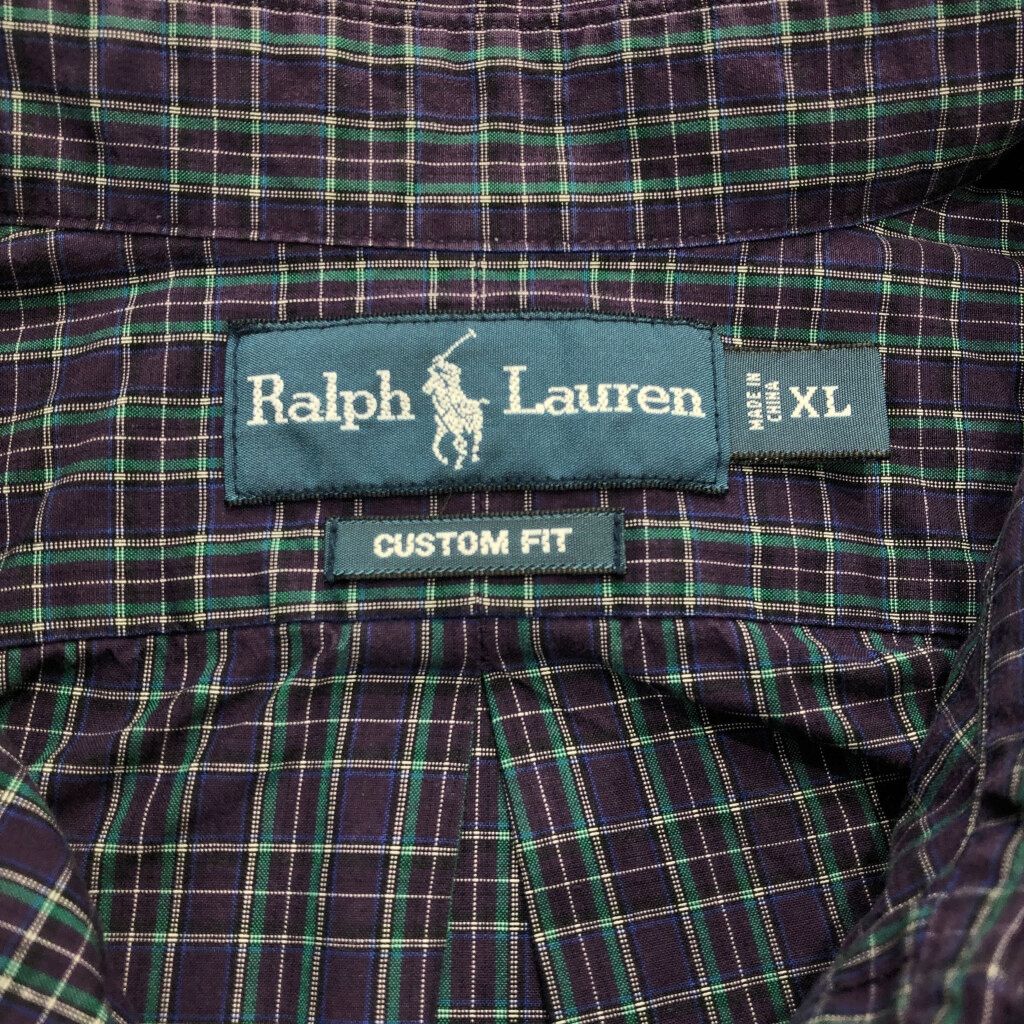 Ralph Lauren
MADE IN
CHINA
XL
CUSTOM FIT